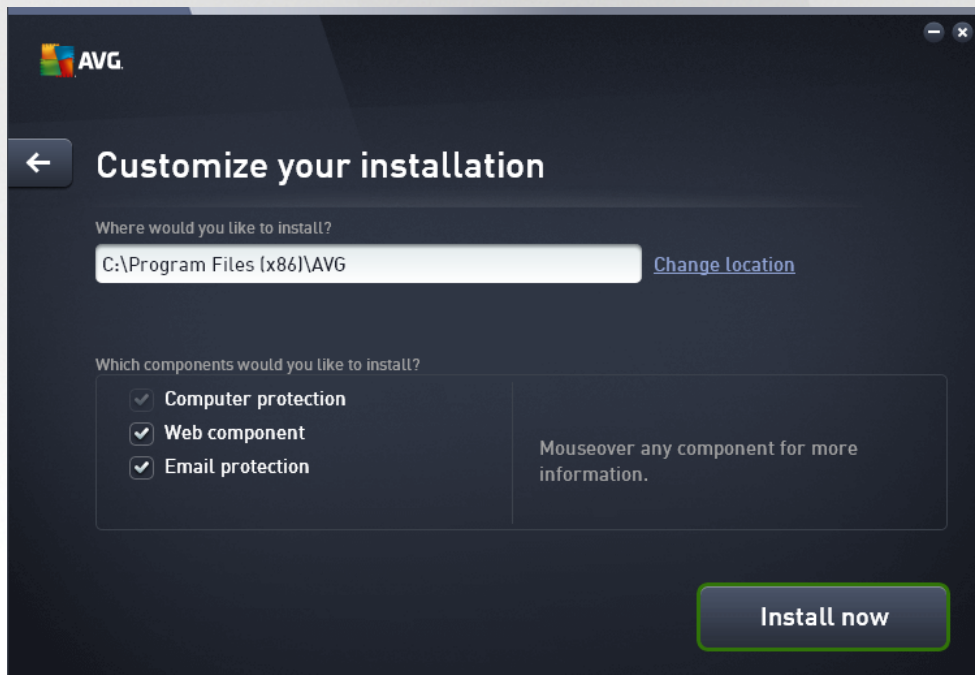 AVG.
Customize your installation
Where would you like to install?
C:\Program Files (x86)\AVG
Change location
Which components would you like to install?
Computer protection
Web component
Email protection
Mouseover any component for more
information.
Install now